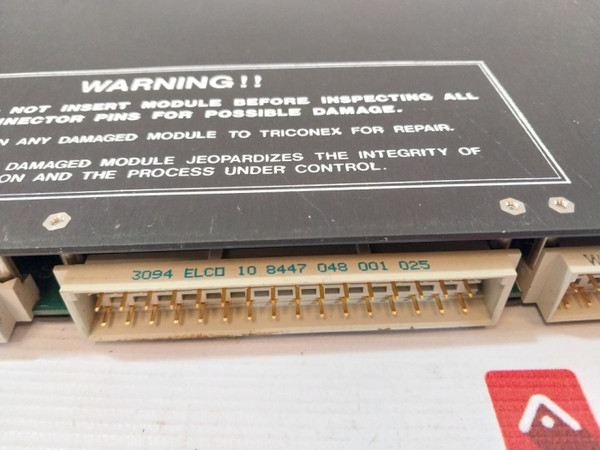 WARNING!!
NOT INSERT MODULE BEFORE INSPECTING ALL
NNECTOR PINS FOR POSSIBLE DAMAGE.
N ANY DAMAGED MODULE TO TRICONEX FOR REPAIR.
DAMAGED MODULE JEOPARDIZES THE INTEGRITY OF
ON AND THE PROCESS UNDER CONTROL.
3094 ELCO 10 8447 048 001 025